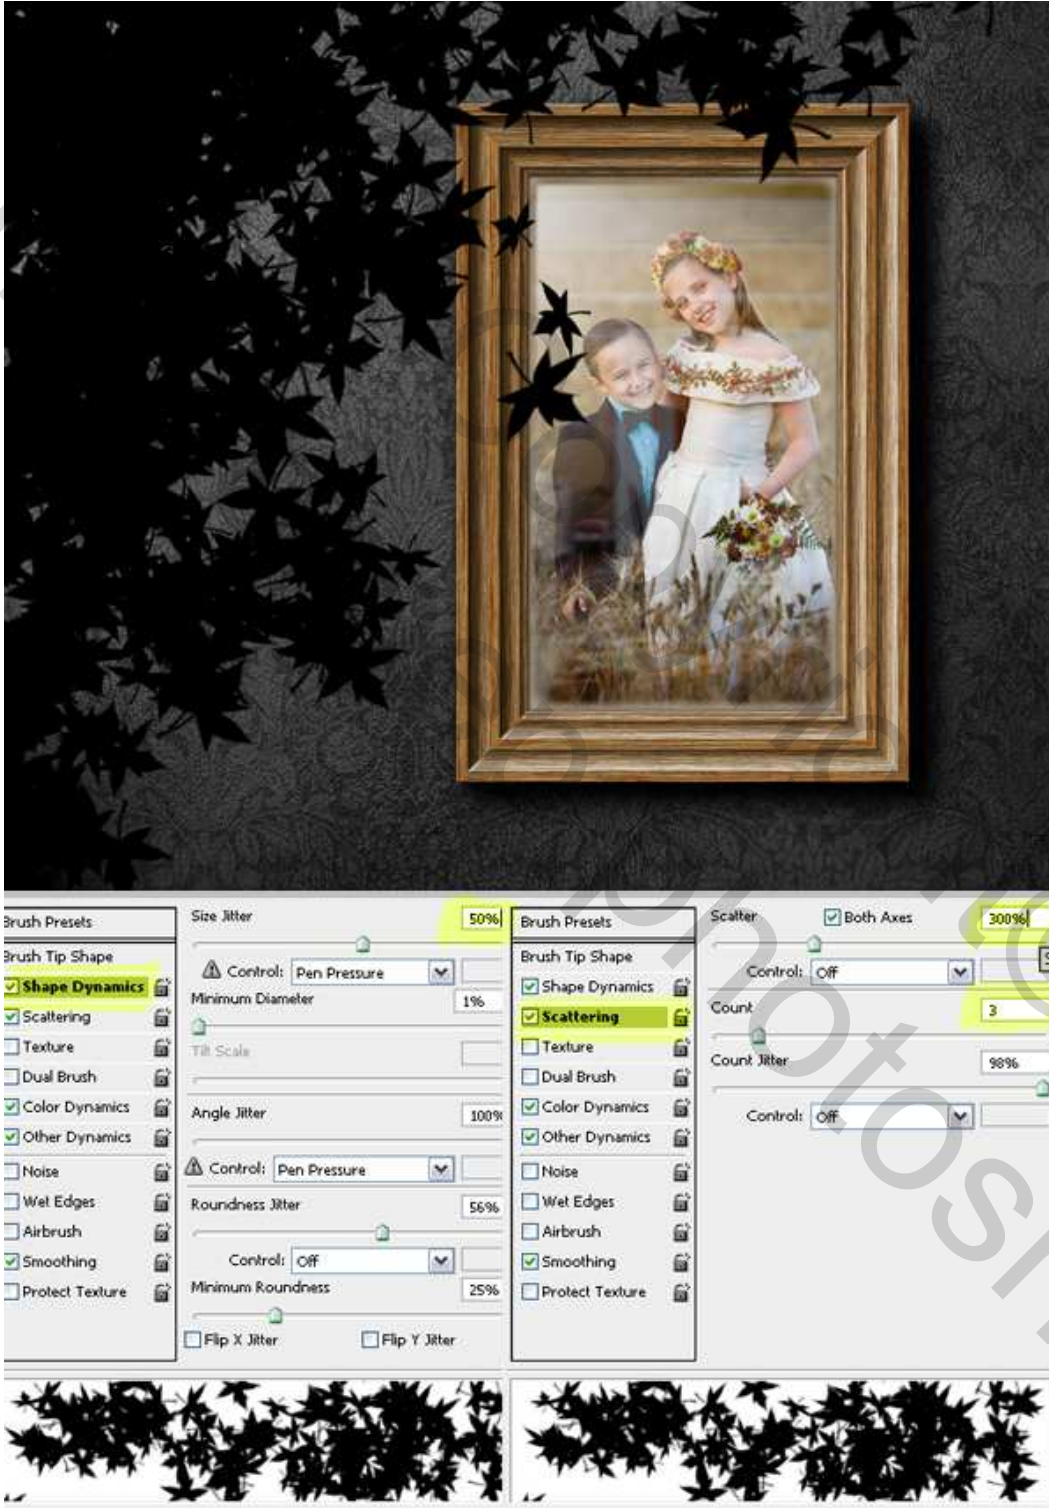 Brush Presets
Brush Tip Shape
Shape Dynamics
Scattering
Texture
Dual Brush
Color Dynamics
Other Dynamics
Noise
Wet Edges
Airbrush
Smoothing
Protect Texture
Size Jitter 50%
Control: Pen Pressure
Minimum Diameter 1%
Tilt Scale
Angle Jitter 100%
Control: Pen Pressure
Roundness Jitter 56%
Control: Off
Minimum Roundness 25%
Flip X Jitter Flip Y Jitter
Brush Presets
Brush Tip Shape
Shape Dynamics
Scattering
Texture
Dual Brush
Color Dynamics
Other Dynamics
Noise
Wet Edges
Airbrush
Smoothing
Protect Texture
Scatter Both Axes 300%
Control: Off
Count 3
Count Jitter 98%
Control: Off